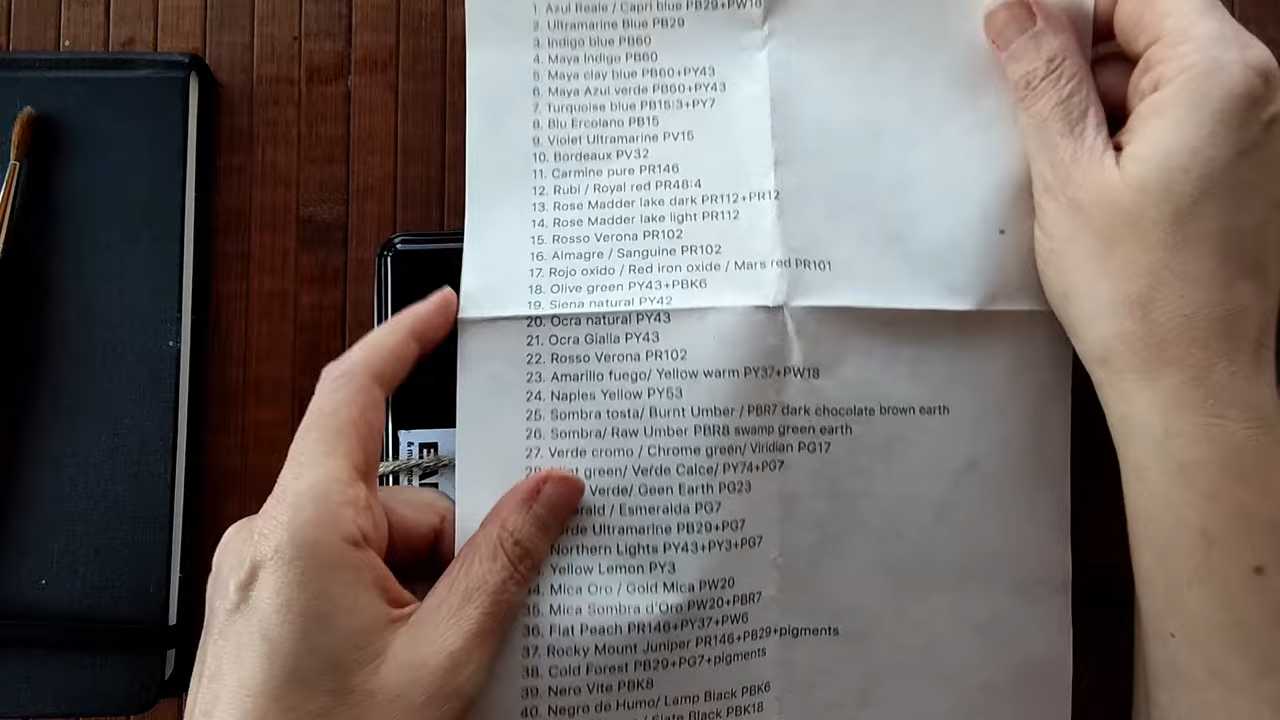 1. Azul Reale / Capri blue PB29+PW18
2. Ultramarine Blue PB29
3. Indigo blue PB60
4. Maya Indigo PB60
5. Maya clay blue PB60+PY43
6. Maya Azul verde PB60+PY43
7. Turquoise blue PB15:3+PY7
8. Blu Ercolano PB15
9. Violet Ultramarine PV15
10. Bordeaux PV32
11. Carmine pure PR146
12. Rubi / Royal red PR48:4
13. Rose Madder lake dark PR112+PR12
14. Rose Madder lake light PR112
15. Rosso Verona PR102
16. Almagre / Sanguine PR102
17. Rojo oxido / Red iron oxide / Mars red PR101
18. Olive green PY43+PBK6
19. Siena natural PY42
20. Ocra natural PY43
21. Ocra Gialla PY43
22. Rosso Verona PR102
23. Amarillo fuego/ Yellow warm PY37+PW18
24. Naples Yellow PY53
25. Sombra tosta/ Burnt Umber / PBR7 dark chocolate brown earth
26. Sombra/ Raw Umber PBR8 swamp green earth
27. Verde cromo / Chrome green/ Viridian PG17
green/ Verde Calce/ PY74+PG7
Verde/ Geen Earth PG23
/ Esmeralda PG7
Ultramarine PB29+PG7
Northern Lights PY43+PY3+PG7
Yellow Lemon PY3
Mica Oro / Gold Mica PW20
35. Mica Sombra d'Oro PW20+PBR7
36. Flat Peach PR146+PY37+PW6
37. Rocky Mount Juniper PR146+PB29+pigments
38. Cold Forest PB29+PG7+pigments
39. Nero Vite PBK8
40. Negro de Humo/ Lamp Black PBK6
/ Slate Black PBK18